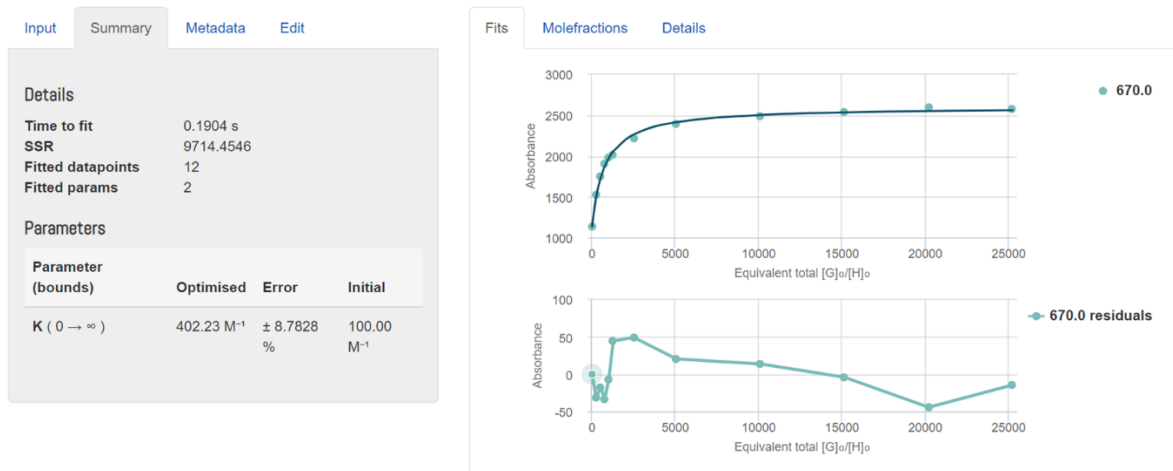 Input Summary Metadata Edit
Details
Time to fit 0.1904 s
SSR 9714.4546
Fitted datapoints 12
Fitted params 2
Parameters
Parameter
(bounds) Optimised Error Initial
K ( 0 → ∞ ) 402.23 M⁻¹ ± 8.7828 100.00
% M⁻¹
Fits Molefractions Details
3000
2500
2000
1500
1000
Absorbance
0 5000 10000 15000 20000 25000
Equivalent total [G]₀/[H]₀
670.0
100
50
0
-50
Absorbance
0 5000 10000 15000 20000 25000
Equivalent total [G]₀/[H]₀
670.0 residuals